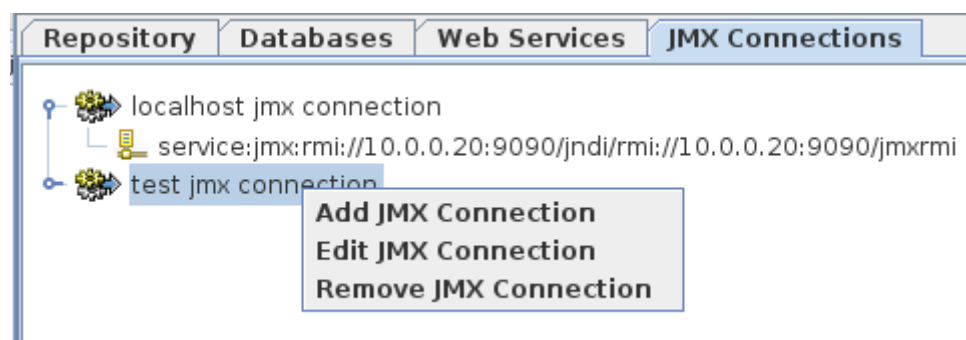 Repository Databases Web Services JMX Connections
localhost jmx connection
service:jmx:rmi://10.0.0.20:9090/jndi/rmi://10.0.0.20:9090/jmxrmi
test jmx connection
Add JMX Connection
Edit JMX Connection
Remove JMX Connection